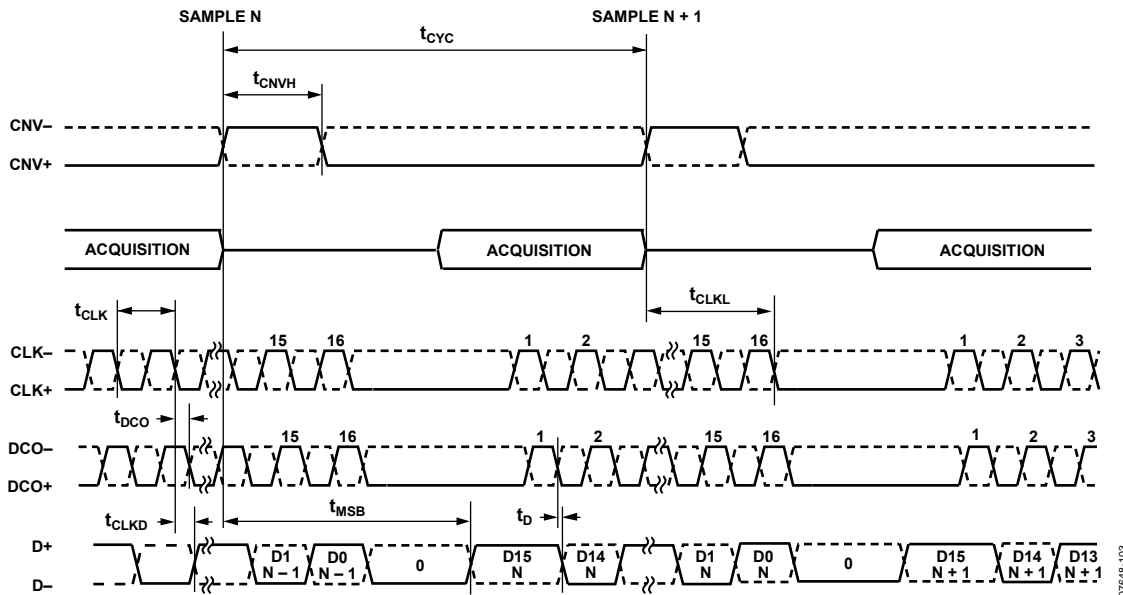 SAMPLE N SAMPLE N + 1
tCYC
tCNVH
CNV–
CNV+
ACQUISITION ACQUISITION ACQUISITION
tCLK tCLKL
15 16 1 2 15 16 1 2 3
CLK–
CLK+
tDCO
15 16 1 2 15 16 1 2 3
DCO–
DCO+
tCLKD tMSB tD
D+
D–
D1 N – 1
D0 N – 1
0
D15 N
D14 N
D1 N
D0 N
0
D15 N + 1
D14 N + 1
D13 N + 1
07648-103